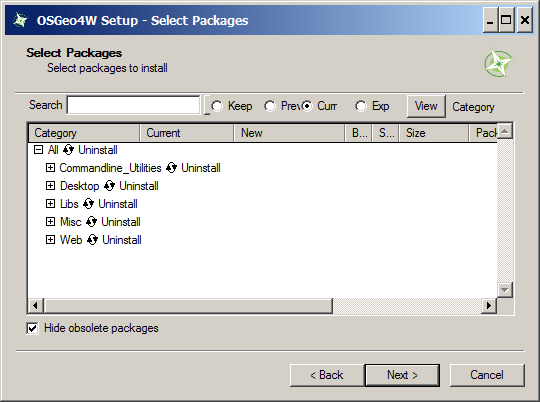 OSGeo4W Setup - Select Packages
Select Packages
Select packages to install
Search Keep Prev Curr Exp View Category
Category Current New B... S... Size Pack
All Uninstall
Commandline_Utilities Uninstall
Desktop Uninstall
Libs Uninstall
Misc Uninstall
Web Uninstall
Hide obsolete packages
< Back Next > Cancel